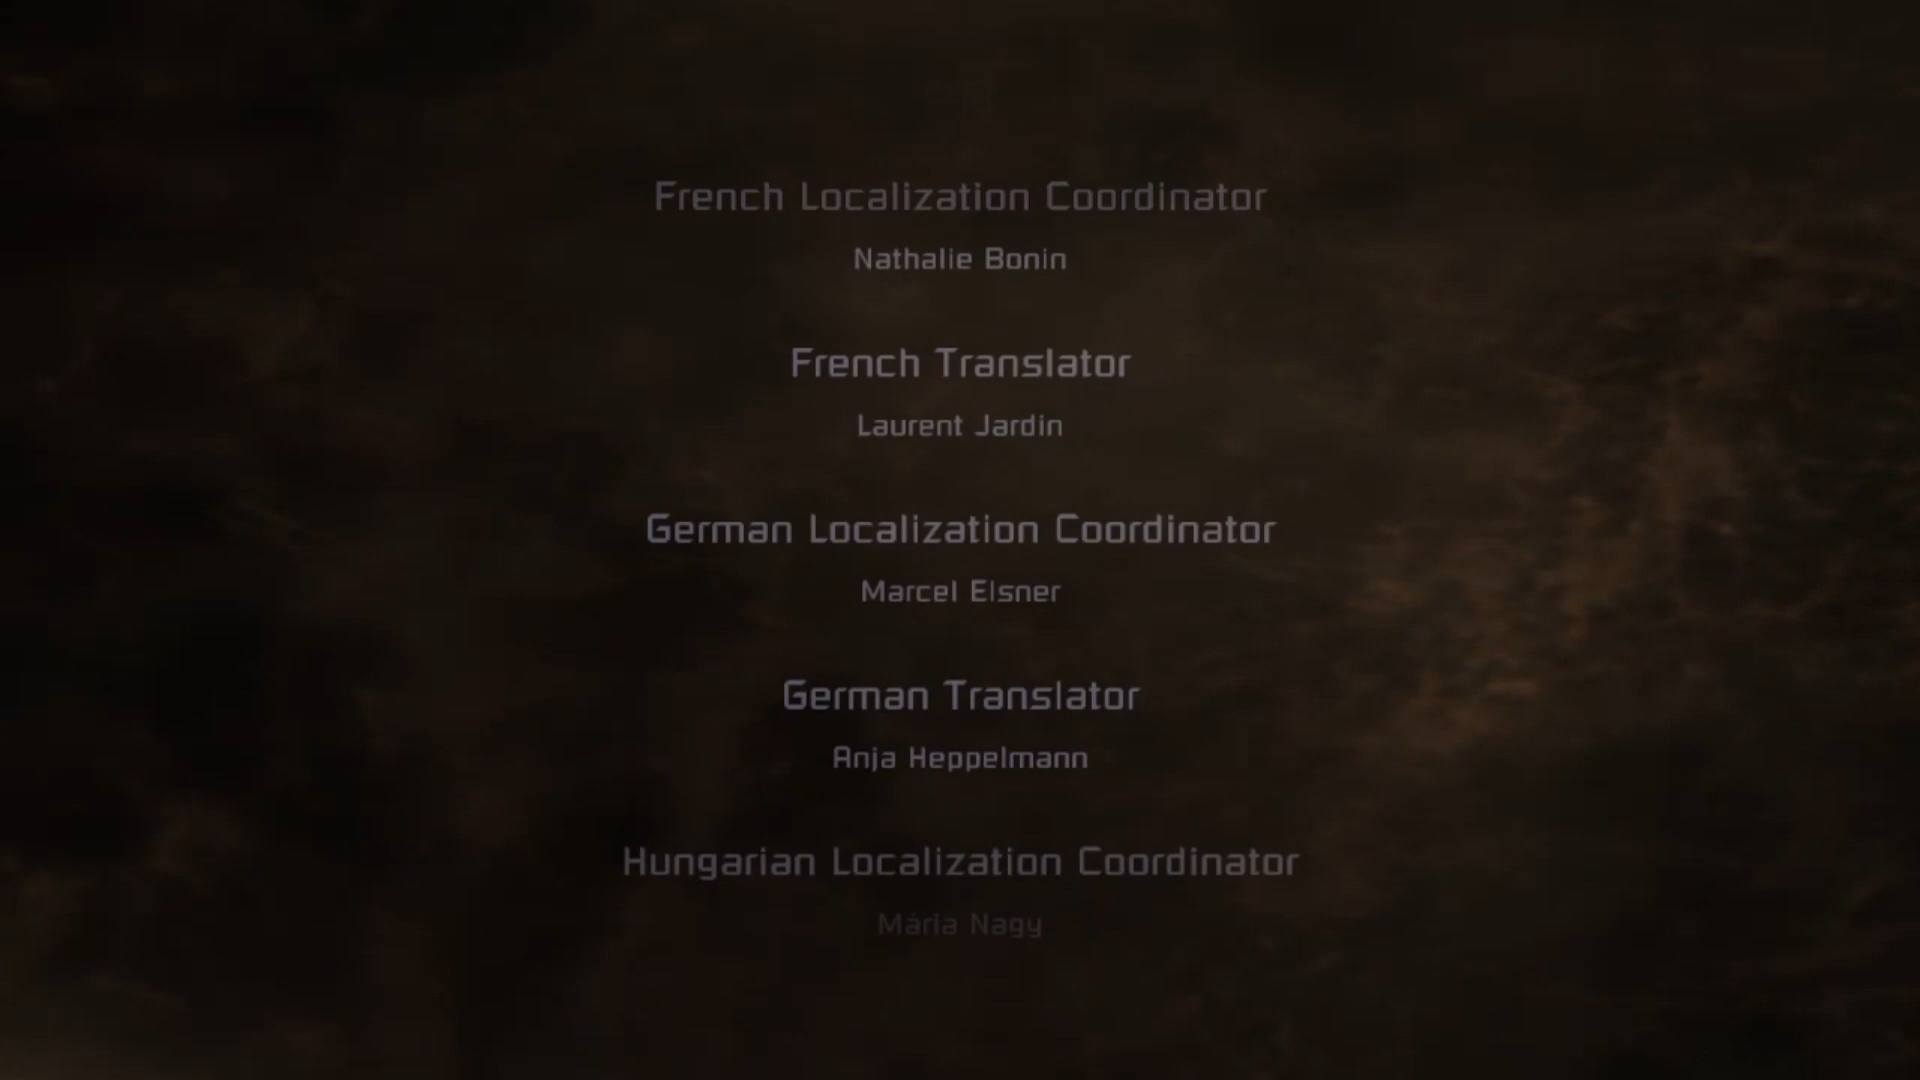 French Localization Coordinator
Nathalie Bonin
French Translator
Laurent Jardin
German Localization Coordinator
Marcel Elsner
German Translator
Anja Heppelmann
Hungarian Localization Coordinator
Mária Nagy